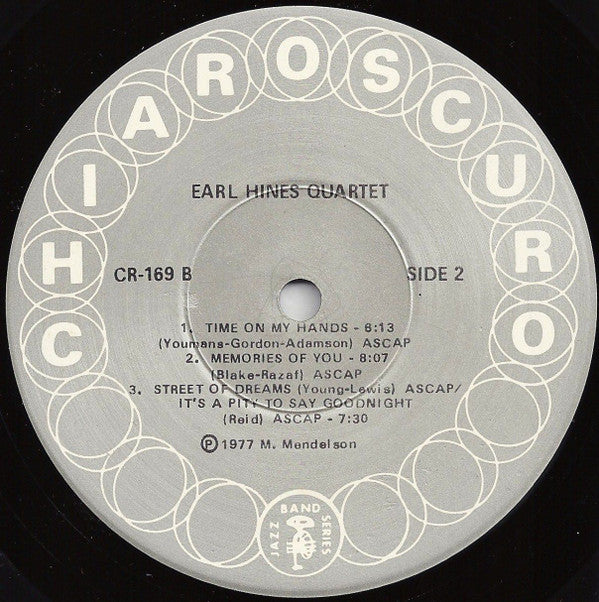 CHIAROSCURO
EARL HINES QUARTET
CR-169 B
SIDE 2
1. TIME ON MY HANDS - 6:13
(Youmans-Gordon-Adamson) ASCAP
2. MEMORIES OF YOU - 8:07
(Blake-Razaf) ASCAP
3. STREET OF DREAMS (Young-Lewis) ASCAP/
IT'S A PITY TO SAY GOODNIGHT
(Reid) ASCAP - 7:30
Ⓟ 1977 M. Mendelson
JAZZ BAND SERIES